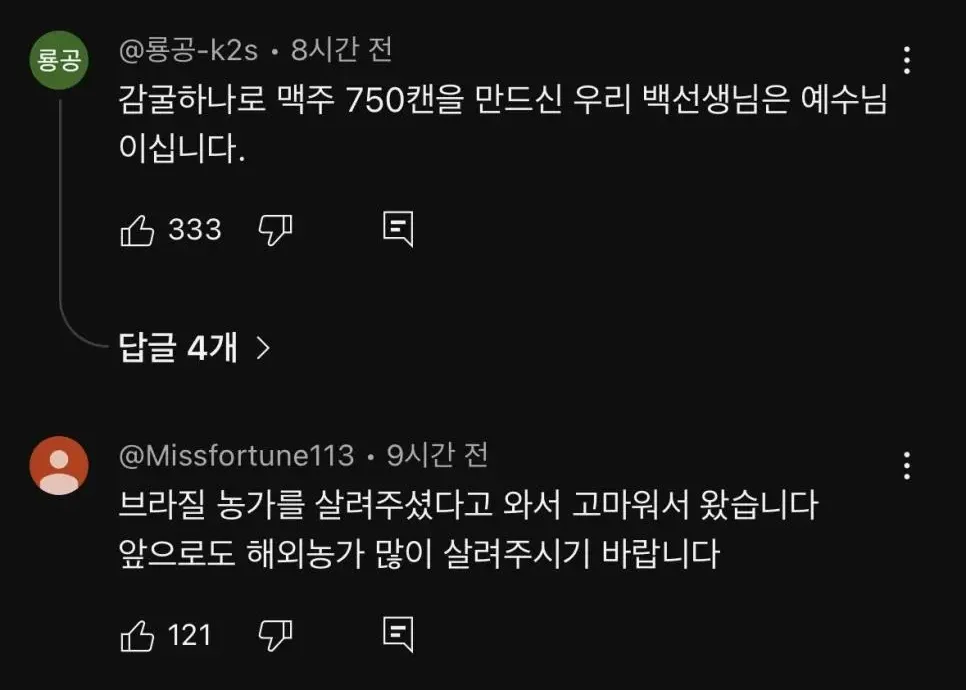 룡공
@룡공-k2s • 8시간 전
감귤하나로 맥주 750캔을 만드신 우리 백선생님은 예수님
이십니다.
333
답글 4개
@Missfortune113 • 9시간 전
브라질 농가를 살려주셨다고 와서 고마워서 왔습니다
앞으로도 해외농가 많이 살려주시기 바랍니다
121